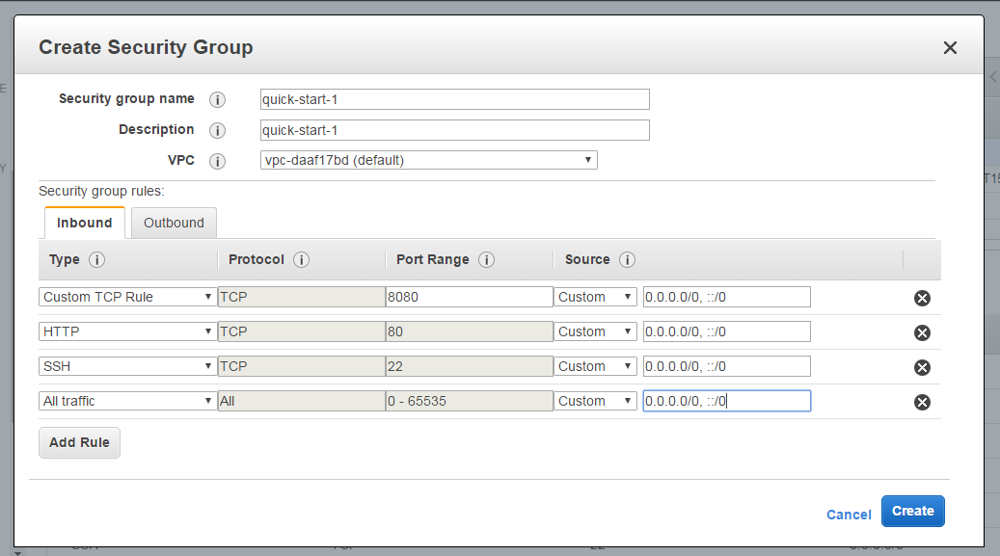 Create Security Group
Security group name i quick-start-1
Description i quick-start-1
VPC i vpc-daaf17bd (default)
Security group rules:
Inbound Outbound
Type i Protocol i Port Range i Source i
Custom TCP Rule TCP 8080 Custom 0.0.0.0/0, ::/0
HTTP TCP 80 Custom 0.0.0.0/0, ::/0
SSH TCP 22 Custom 0.0.0.0/0, ::/0
All traffic All 0 - 65535 Custom 0.0.0.0/0, ::/0
Add Rule
Cancel Create